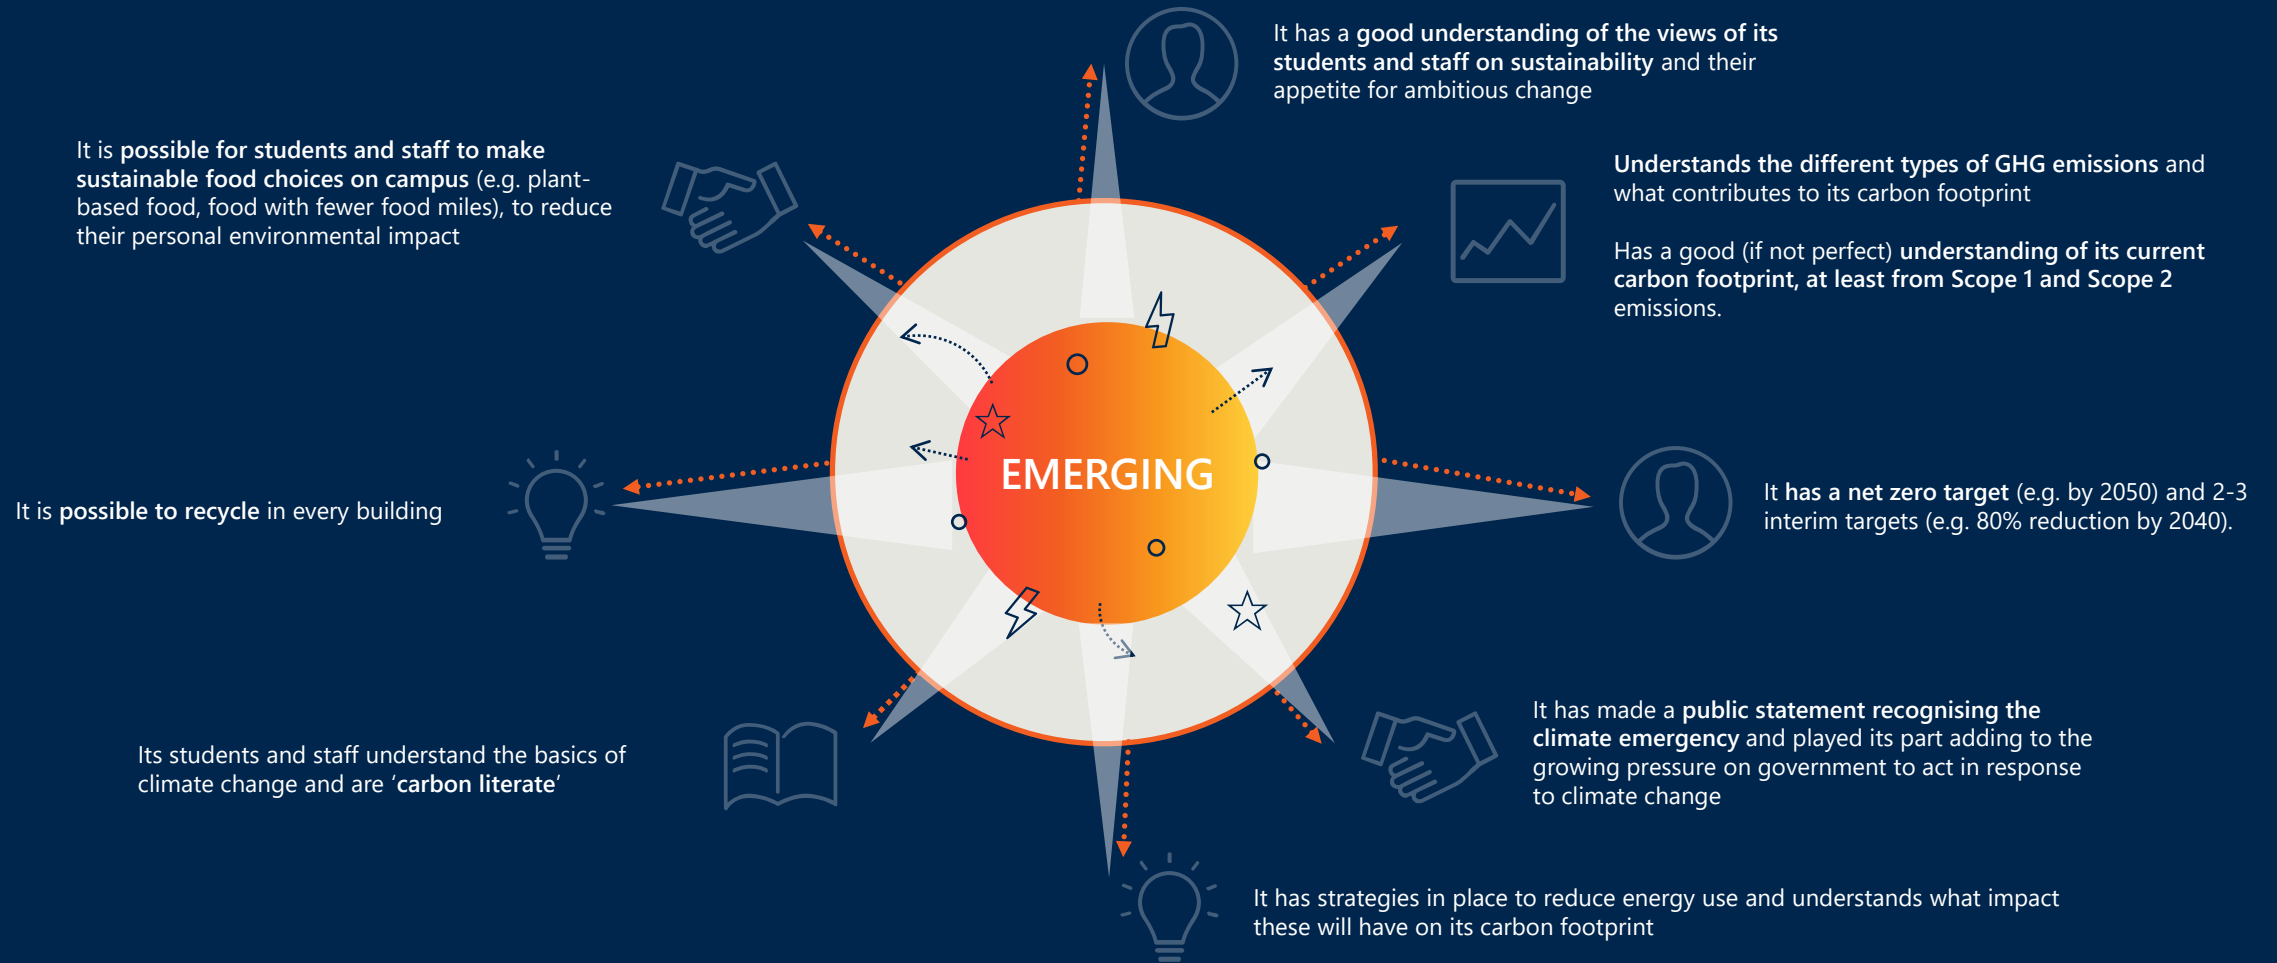 It has a good understanding of the views of its
students and staff on sustainability and their
appetite for ambitious change
Understands the different types of GHG emissions and
what contributes to its carbon footprint
Has a good (if not perfect) understanding of its current
carbon footprint, at least from Scope 1 and Scope 2
emissions.
It has a net zero target (e.g. by 2050) and 2-3
interim targets (e.g. 80% reduction by 2040).
It has made a public statement recognising the
climate emergency and played its part adding to the
growing pressure on government to act in response
to climate change
It has strategies in place to reduce energy use and understands what impact
these will have on its carbon footprint
Its students and staff understand the basics of
climate change and are ‘carbon literate’
It is possible to recycle in every building
It is possible for students and staff to make
sustainable food choices on campus (e.g. plant-
based food, food with fewer food miles), to reduce
their personal environmental impact
EMERGING